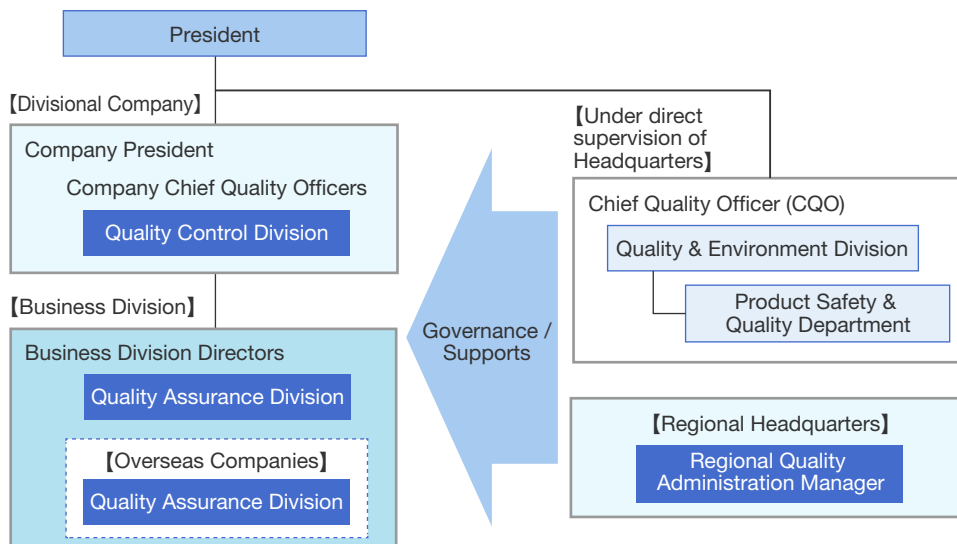 President
【Divisional Company】
Company President
Company Chief Quality Officers
Quality Control Division
【Business Division】
Business Division Directors
Quality Assurance Division
【Overseas Companies】
Quality Assurance Division
Governance /
Supports
【Under direct
supervision of
Headquarters】
Chief Quality Officer (CQO)
Quality & Environment Division
Product Safety &
Quality Department
【Regional Headquarters】
Regional Quality
Administration Manager